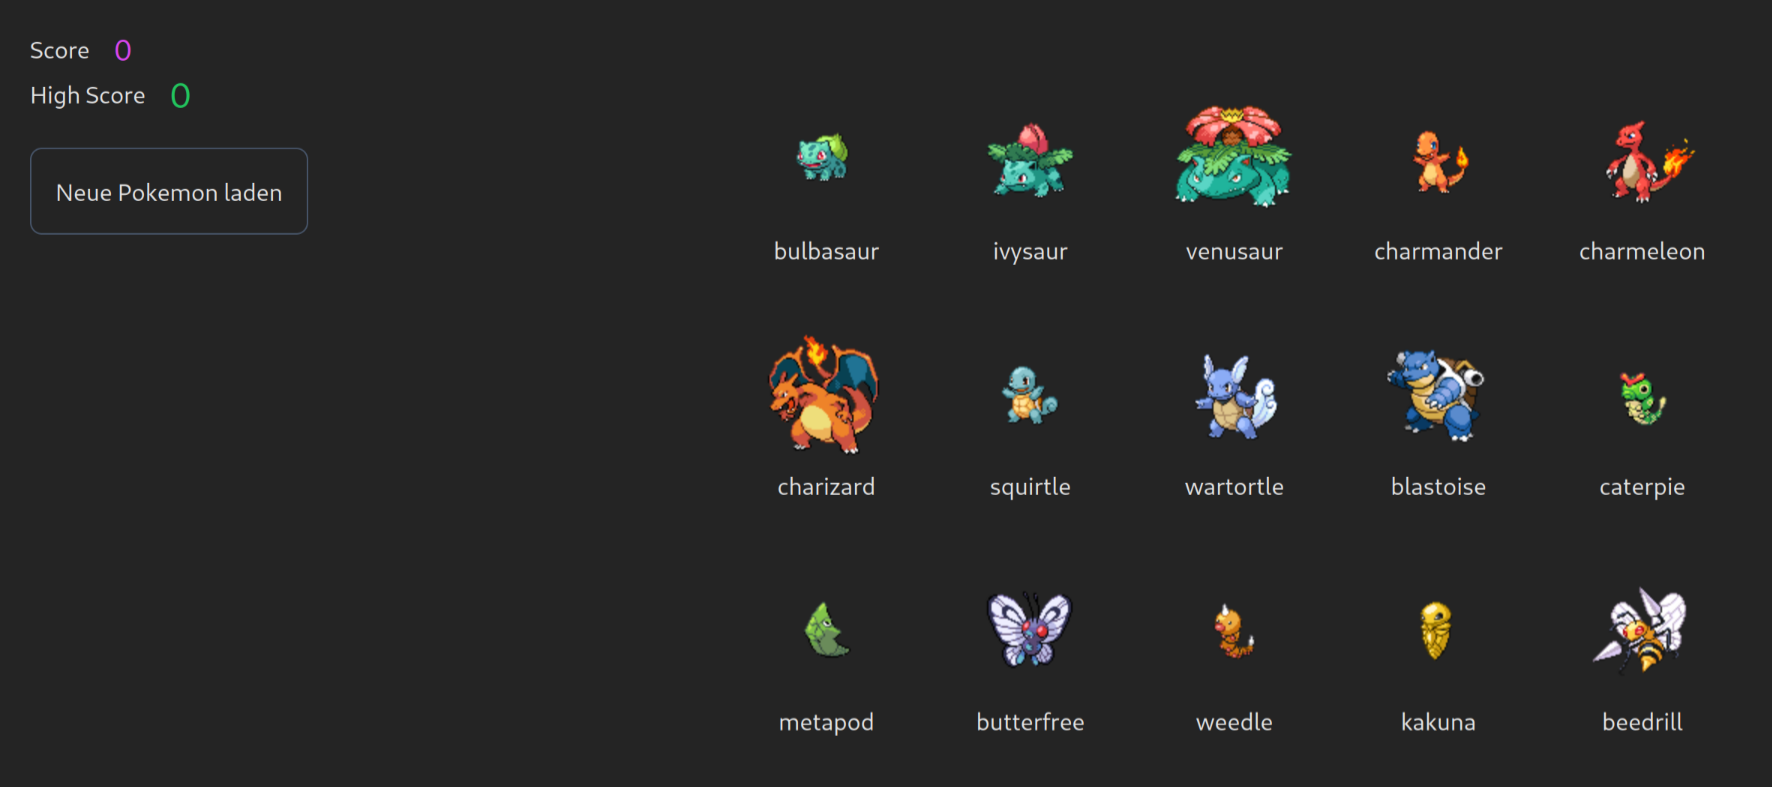 Score 0
High Score 0
Neue Pokemon laden
bulbasaur ivysaur venusaur charmander charmeleon
charizard squirtle wartortle blastoise caterpie
metapod butterfree weedle kakuna beedrill